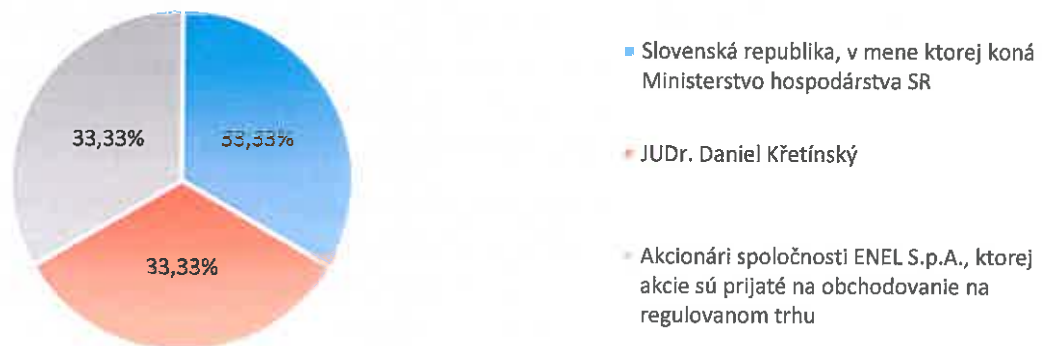 33,33%
33,33%
33,33%
Slovenská republika, v mene ktorej koná
Ministerstvo hospodárstva SR
JUDr. Daniel Křetínský
Akcionári spoločnosti ENEL S.p.A., ktorej
akcie sú prijaté na obchodovanie na
regulovanom trhu